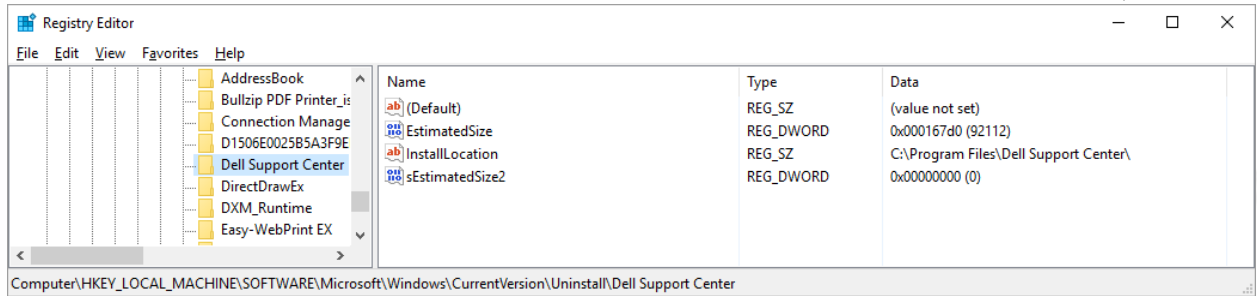 Registry Editor
File Edit View Favorites Help
AddressBook
Bullzip PDF Printer_is
Connection Manage
D1506E0025B5A3F9E
Dell Support Center
DirectDrawEx
DXM_Runtime
Easy-WebPrint EX
Name Type Data
(Default) REG_SZ (value not set)
EstimatedSize REG_DWORD 0x000167d0 (92112)
InstallLocation REG_SZ C:\Program Files\Dell Support Center\
sEstimatedSize2 REG_DWORD 0x00000000 (0)
Computer\HKEY_LOCAL_MACHINE\SOFTWARE\Microsoft\Windows\CurrentVersion\Uninstall\Dell Support Center